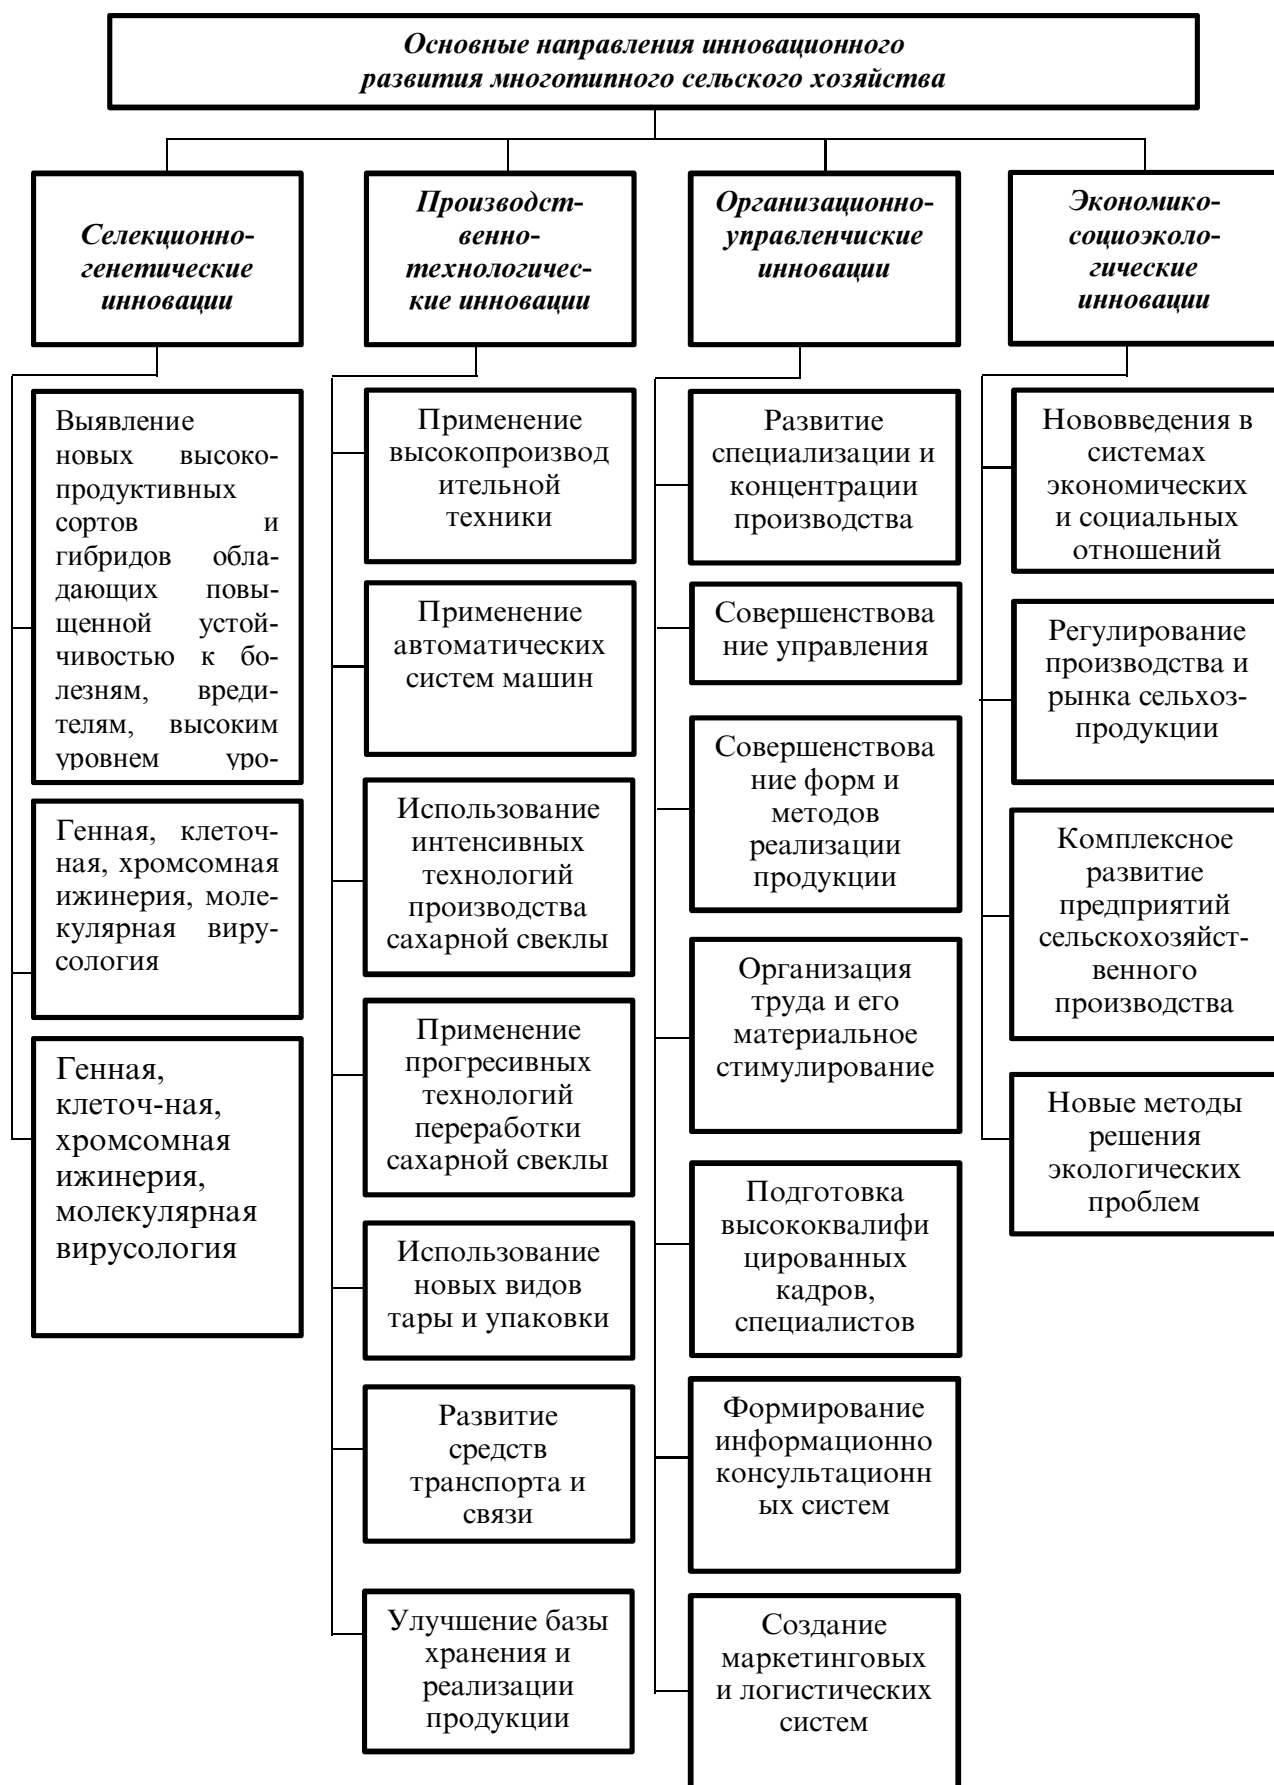 Основные направления инновационного
развития многотипного сельского хозяйства
Селекционно-
генетические
инновации
Производст-
венно-
технологичес-
кие инновации
Организационно-
управленчиские
инновации
Экономико-
социоэколо-
гические
инновации
Выявление
новых высоко-
продуктивных
сортов и
гибридов обла-
дающих повы-
щенной устой-
чивостью к бо-
лезням, вреди-
телям, высоким
уровнем уро-
Генная, клеточ-
ная, хромсомная
ижинерия, моле-
кулярная виру-
сология
Генная,
клеточ-ная,
хромсомная
ижинерия,
молекулярная
вирусология
Применение
высокопроизвод
ительной
техники
Применение
автоматических
систем машин
Использование
интенсивных
технологий
производства
сахарной свеклы
Применение
прогресивных
технологий
переработки
сахарной свеклы
Использование
новых видов
тары и упаковки
Развитие
средств
транспорта и
связи
Улучшение базы
хранения и
реализации
продукции
Развитие
специализации и
концентрации
производства
Совершенствова
ние управления
Совершенствова
ние форм и
методов
реализации
продукции
Организация
труда и его
материальное
стимулирование
Подготовка
высококвалифи
цированных
кадров,
специалистов
Формирование
информационно
консультационн
ых систем
Создание
маркетинговых
и логистических
систем
Нововведения в
системах
экономических
и социальных
отношений
Регулирование
производства и
рынка сельхоз-
продукции
Комплексное
развитие
предприятий
сельскохозяйст-
венного
производства
Новые методы
решения
экологических
проблем